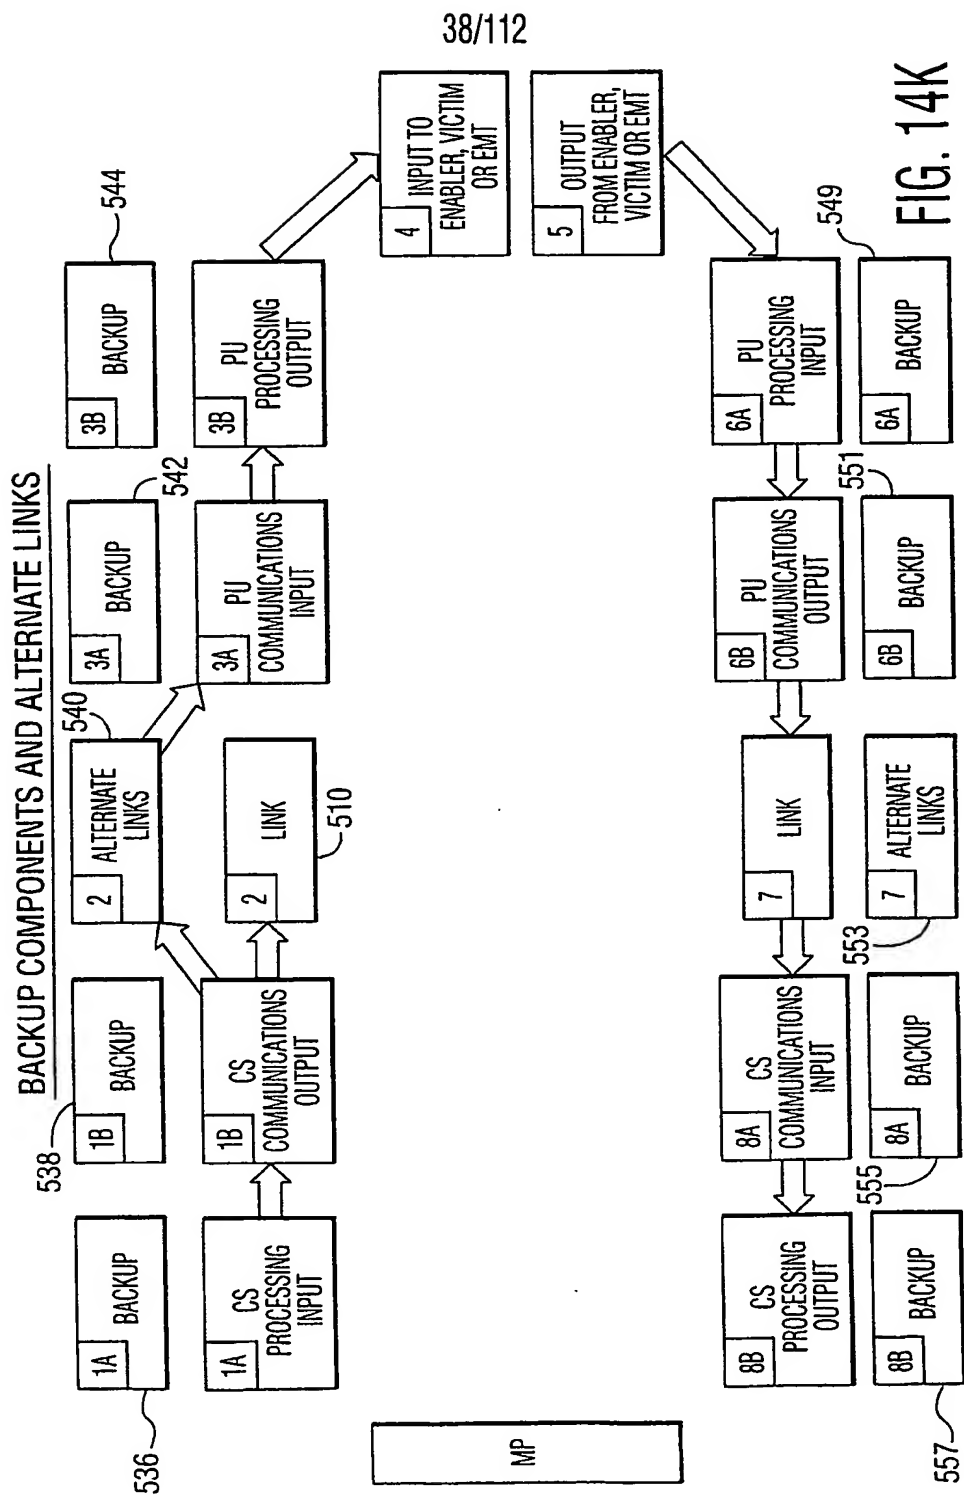 38/112
BACKUP COMPONENTS AND ALTERNATE LINKS
536
1A
BACKUP
538
1B
BACKUP
540
2
ALTERNATE
LINKS
542
3A
BACKUP
544
3B
BACKUP
1A
CS
PROCESSING
INPUT
1B
CS
COMMUNICATIONS
OUTPUT
2
LINK
510
3A
PU
COMMUNICATIONS
INPUT
3B
PU
PROCESSING
OUTPUT
4
INPUT TO
ENABLER, VICTIM
OR EMT
MP
5
OUTPUT
FROM ENABLER,
VICTIM OR EMT
8B
CS
PROCESSING
OUTPUT
8A
CS
COMMUNICATIONS
INPUT
7
LINK
6B
PU
COMMUNICATIONS
OUTPUT
6A
PU
PROCESSING
INPUT
8B
BACKUP
557
8A
BACKUP
555
7
ALTERNATE
LINKS
553
6B
BACKUP
551
6A
BACKUP
549
FIG. 14K